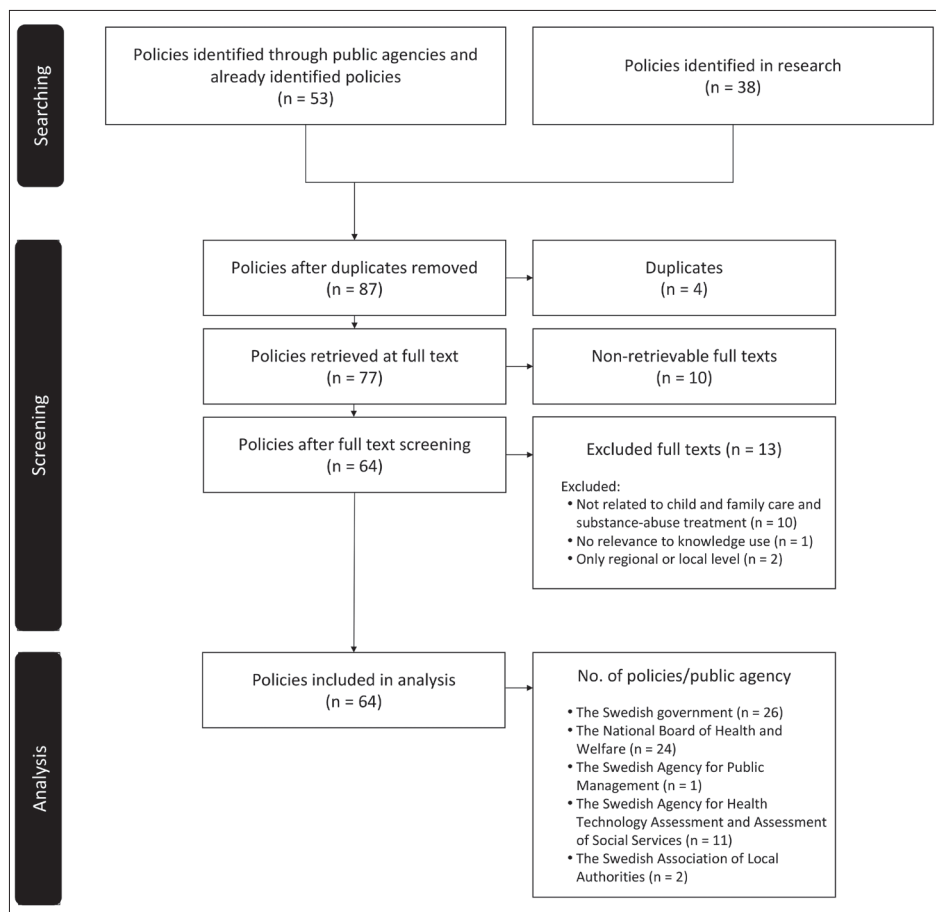 Searching
Policies identified through public agencies and
already identified policies
(n = 53)
Policies identified in research
(n = 38)
Screening
Policies after duplicates removed
(n = 87)
Duplicates
(n = 4)
Policies retrieved at full text
(n = 77)
Non-retrievable full texts
(n = 10)
Policies after full text screening
(n = 64)
Excluded full texts (n = 13)
Excluded:
• Not related to child and family care and
substance-abuse treatment (n = 10)
• No relevance to knowledge use (n = 1)
• Only regional or local level (n = 2)
Analysis
Policies included in analysis
(n = 64)
No. of policies/public agency
• The Swedish government (n = 26)
• The National Board of Health and
Welfare (n = 24)
• The Swedish Agency for Public
Management (n = 1)
• The Swedish Agency for Health
Technology Assessment and Assessment
of Social Services (n = 11)
• The Swedish Association of Local
Authorities (n = 2)